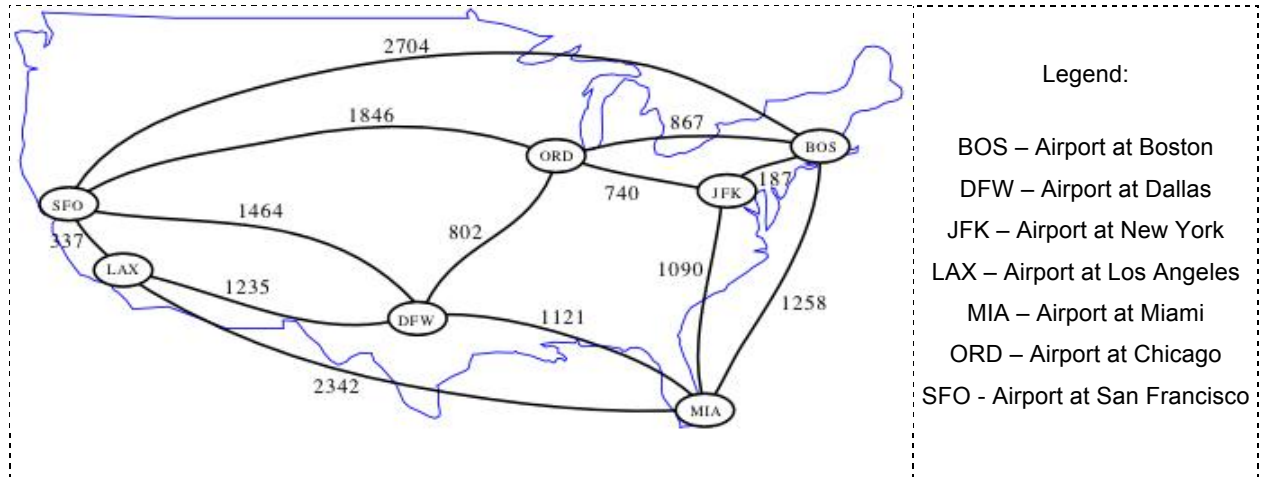 2704
1846
867
ORD
BOS
740
JFK
187
SFO
1464
802
337
LAX
1235
1090
DFW
1121
1258
2342
MIA
Legend:
BOS – Airport at Boston
DFW – Airport at Dallas
JFK – Airport at New York
LAX – Airport at Los Angeles
MIA – Airport at Miami
ORD – Airport at Chicago
SFO - Airport at San Francisco